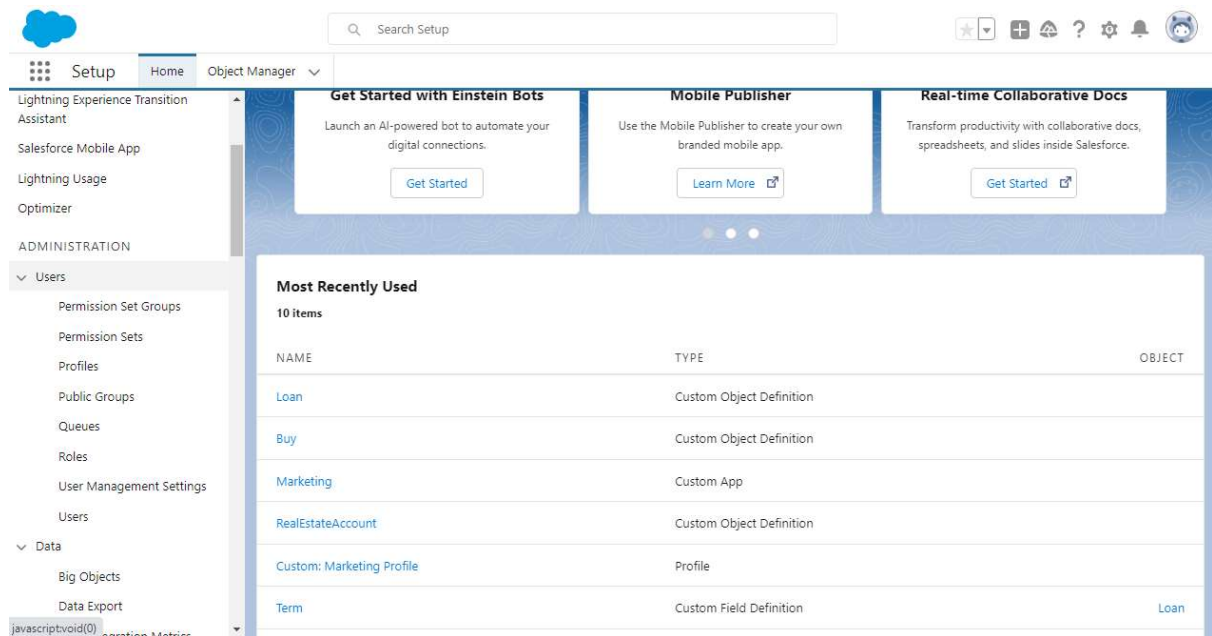 Search Setup
Setup
Home
Object Manager
Lightning Experience Transition
Assistant
Salesforce Mobile App
Lightning Usage
Optimizer
ADMINISTRATION
Users
Permission Set Groups
Permission Sets
Profiles
Public Groups
Queues
Roles
User Management Settings
Users
Data
Big Objects
Data Export
javascript:void(0)
Metrics
Get Started with Einstein Bots
Launch an AI-powered bot to automate your
digital connections.
Get Started
Mobile Publisher
Use the Mobile Publisher to create your own
branded mobile app.
Learn More
Real-time Collaborative Docs
Transform productivity with collaborative docs,
spreadsheets, and slides inside Salesforce.
Get Started
Most Recently Used
10 items
NAME TYPE OBJECT
Loan Custom Object Definition
Buy Custom Object Definition
Marketing Custom App
RealEstateAccount Custom Object Definition
Custom: Marketing Profile Profile
Term Custom Field Definition Loan